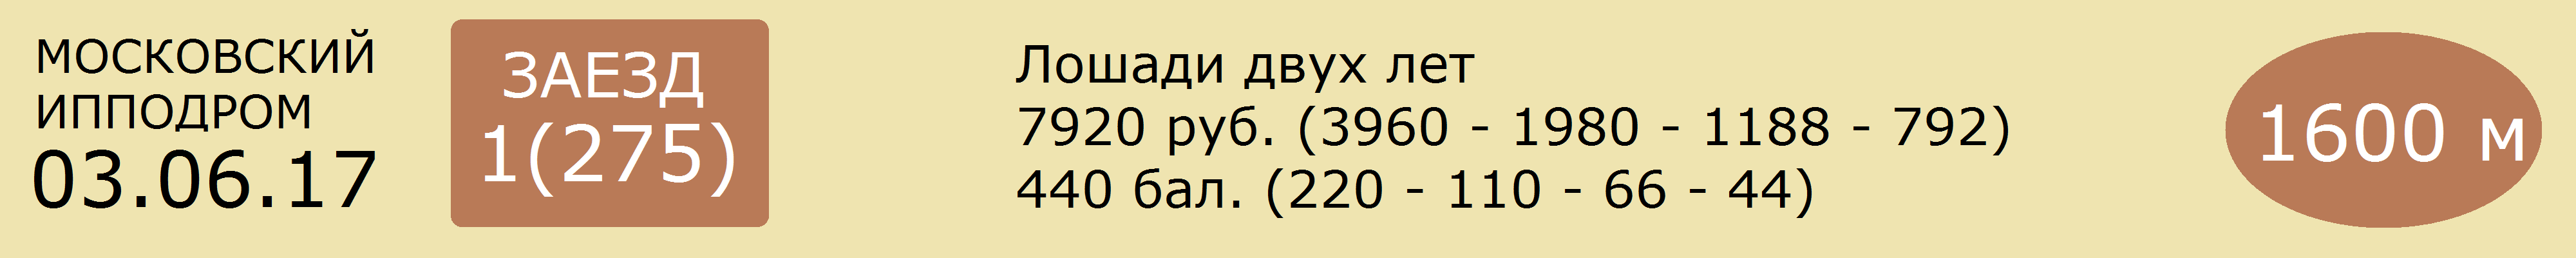 МОСКОВСКИЙ
ИППОДРОМ
03.06.17
ЗАЕЗД
1(275)
Лошади двух лет
7920 руб. (3960 - 1980 - 1188 - 792)
440 бал. (220 - 110 - 66 - 44)
1600 м